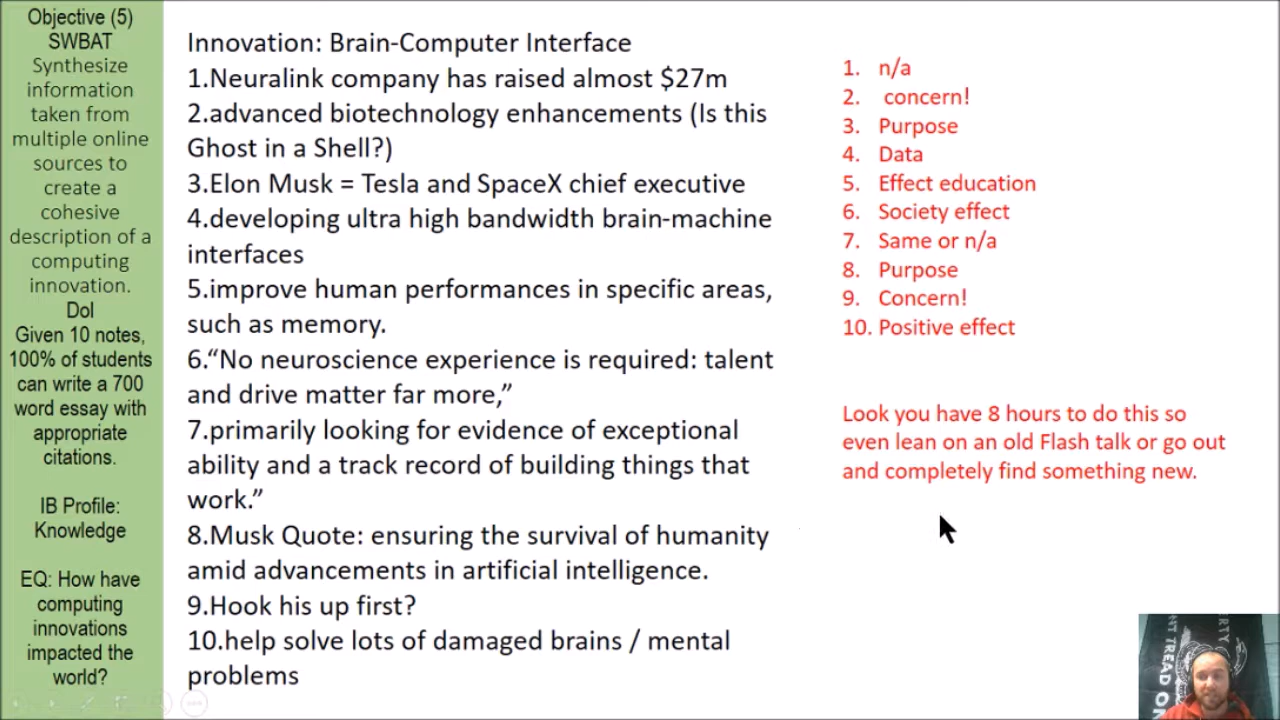 Objective (5)
SWBAT
Synthesize
information
taken from
multiple online
sources to
create a
cohesive
description of a
computing
innovation.
DoI
Given 10 notes,
100% of students
can write a 700
word essay with
appropriate
citations.
IB Profile:
Knowledge
EQ: How have
computing
innovations
impacted the
world?
Innovation: Brain-Computer Interface
1.Neuralink company has raised almost $27m
2.advanced biotechnology enhancements (Is this
Ghost in a Shell?)
3.Elon Musk = Tesla and SpaceX chief executive
4.developing ultra high bandwidth brain-machine
interfaces
5.improve human performances in specific areas,
such as memory.
6.“No neuroscience experience is required: talent
and drive matter far more,”
7.primarily looking for evidence of exceptional
ability and a track record of building things that
work.”
8.Musk Quote: ensuring the survival of humanity
amid advancements in artificial intelligence.
9.Hook his up first?
10.help solve lots of damaged brains / mental
problems
1. n/a
2. concern!
3. Purpose
4. Data
5. Effect education
6. Society effect
7. Same or n/a
8. Purpose
9. Concern!
10. Positive effect
Look you have 8 hours to do this so
even lean on an old Flash talk or go out
and completely find something new.